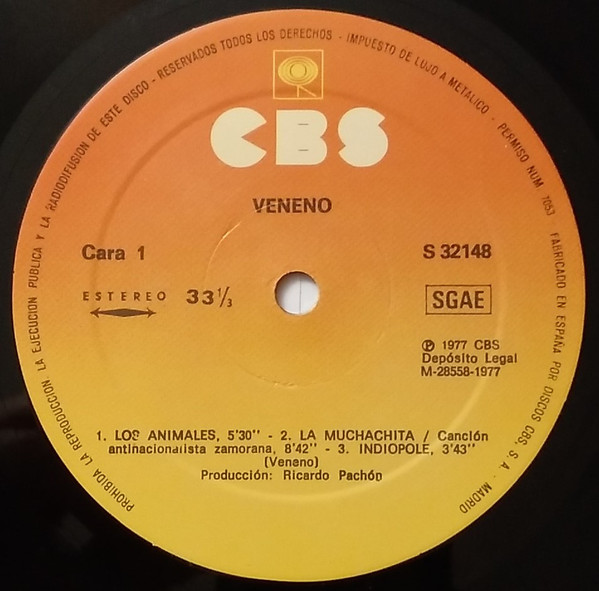 PROHIBIDA LA REPRODUCCION, LA EJECUCION PUBLICA Y LA RADIODIFUSION DE ESTE DISCO - RESERVADOS TODOS LOS DERECHOS - IMPUESTO DE LUJO A METALICO - PERMISO NUM. 7053 - FABRICADO EN ESPAÑA POR DISCOS CBS, S. A. - MADRID
CBS
VENENO
Cara 1
S 32148
ESTEREO 33 1/3
SGAE
℗ 1977 CBS
Depósito Legal
M-28558-1977
1. LOS ANIMALES, 5'30" - 2. LA MUCHACHITA / Canción
antinacionalista zamorana, 8'42" - 3. INDIOPOLE, 3'43"
(Veneno)
Producción: Ricardo Pachón